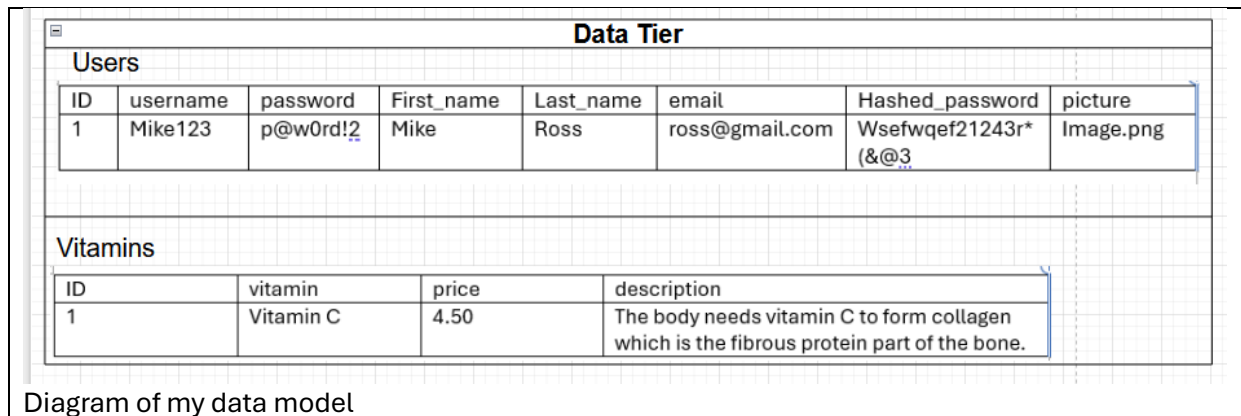 Data Tier
Users
ID username password First_name Last_name email Hashed_password picture
1 Mike123 p@w0rd!2 Mike Ross ross@gmail.com Wsefwqef21243r* Image.png
(&@3
Vitamins
ID vitamin price description
1 Vitamin C 4.50 The body needs vitamin C to form collagen
which is the fibrous protein part of the bone.
Diagram of my data model